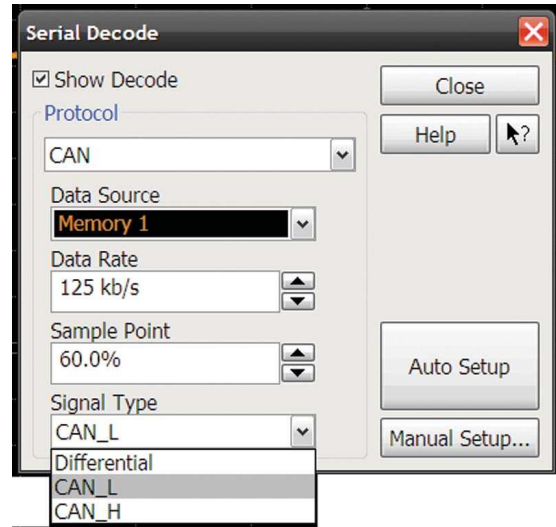 Serial Decode
Show Decode
Close
Protocol
Help
?
CAN
Data Source
Memory 1
Data Rate
125 kb/s
Sample Point
60.0%
Auto Setup
Signal Type
CAN_L
Manual Setup...
Differential
CAN_L
CAN_H